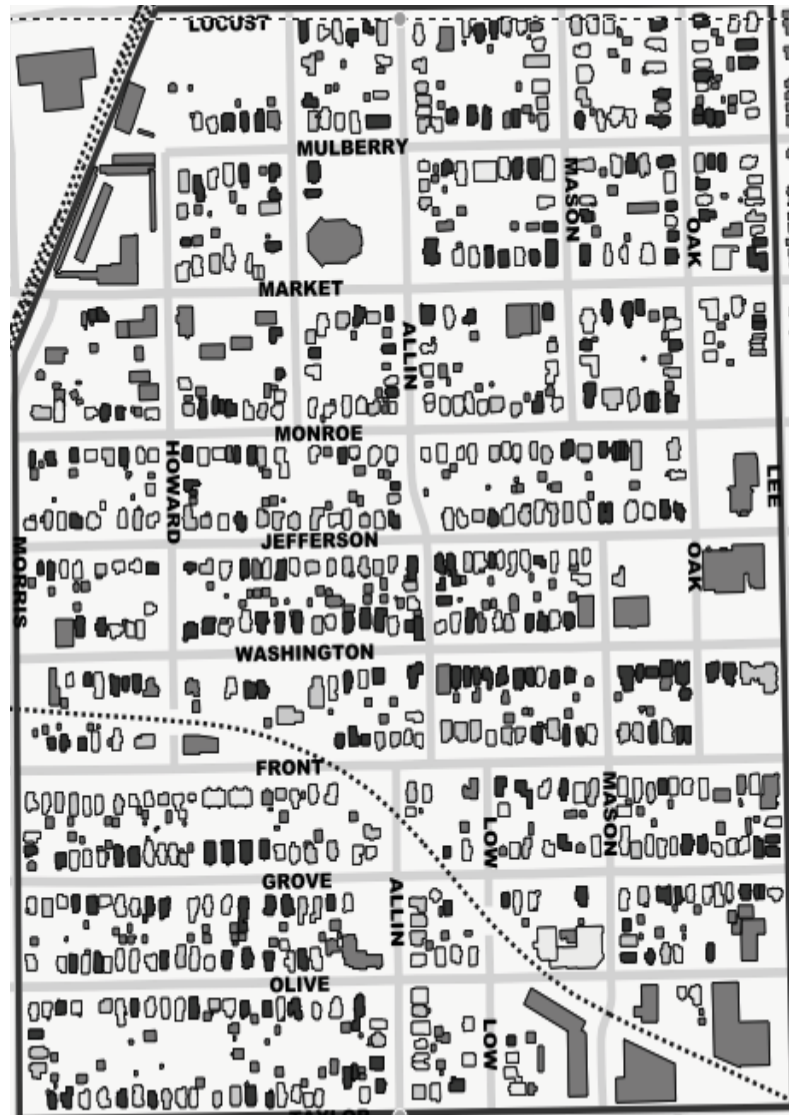 LOCUST
MULBERRY
MASON
OAK
MARKET
ALLIN
MONROE
HOWARD
LEE
JEFFERSON
MORRIS
OAK
WASHINGTON
FRONT
MASON
LOW
GROVE
ALLIN
OLIVE
LOW
TAYLOR